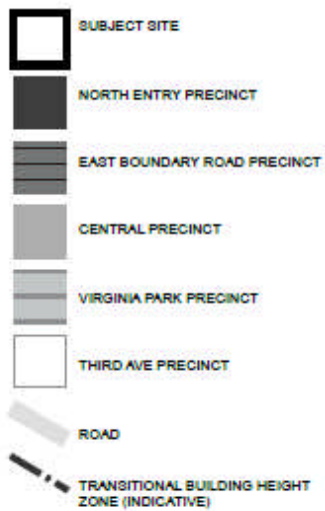 SUBJECT SITE
NORTH ENTRY PRECINCT
EAST BOUNDARY ROAD PRECINCT
CENTRAL PRECINCT
VIRGINIA PARK PRECINCT
THIRD AVE PRECINCT
ROAD
TRANSITIONAL BUILDING HEIGHT
ZONE (INDICATIVE)